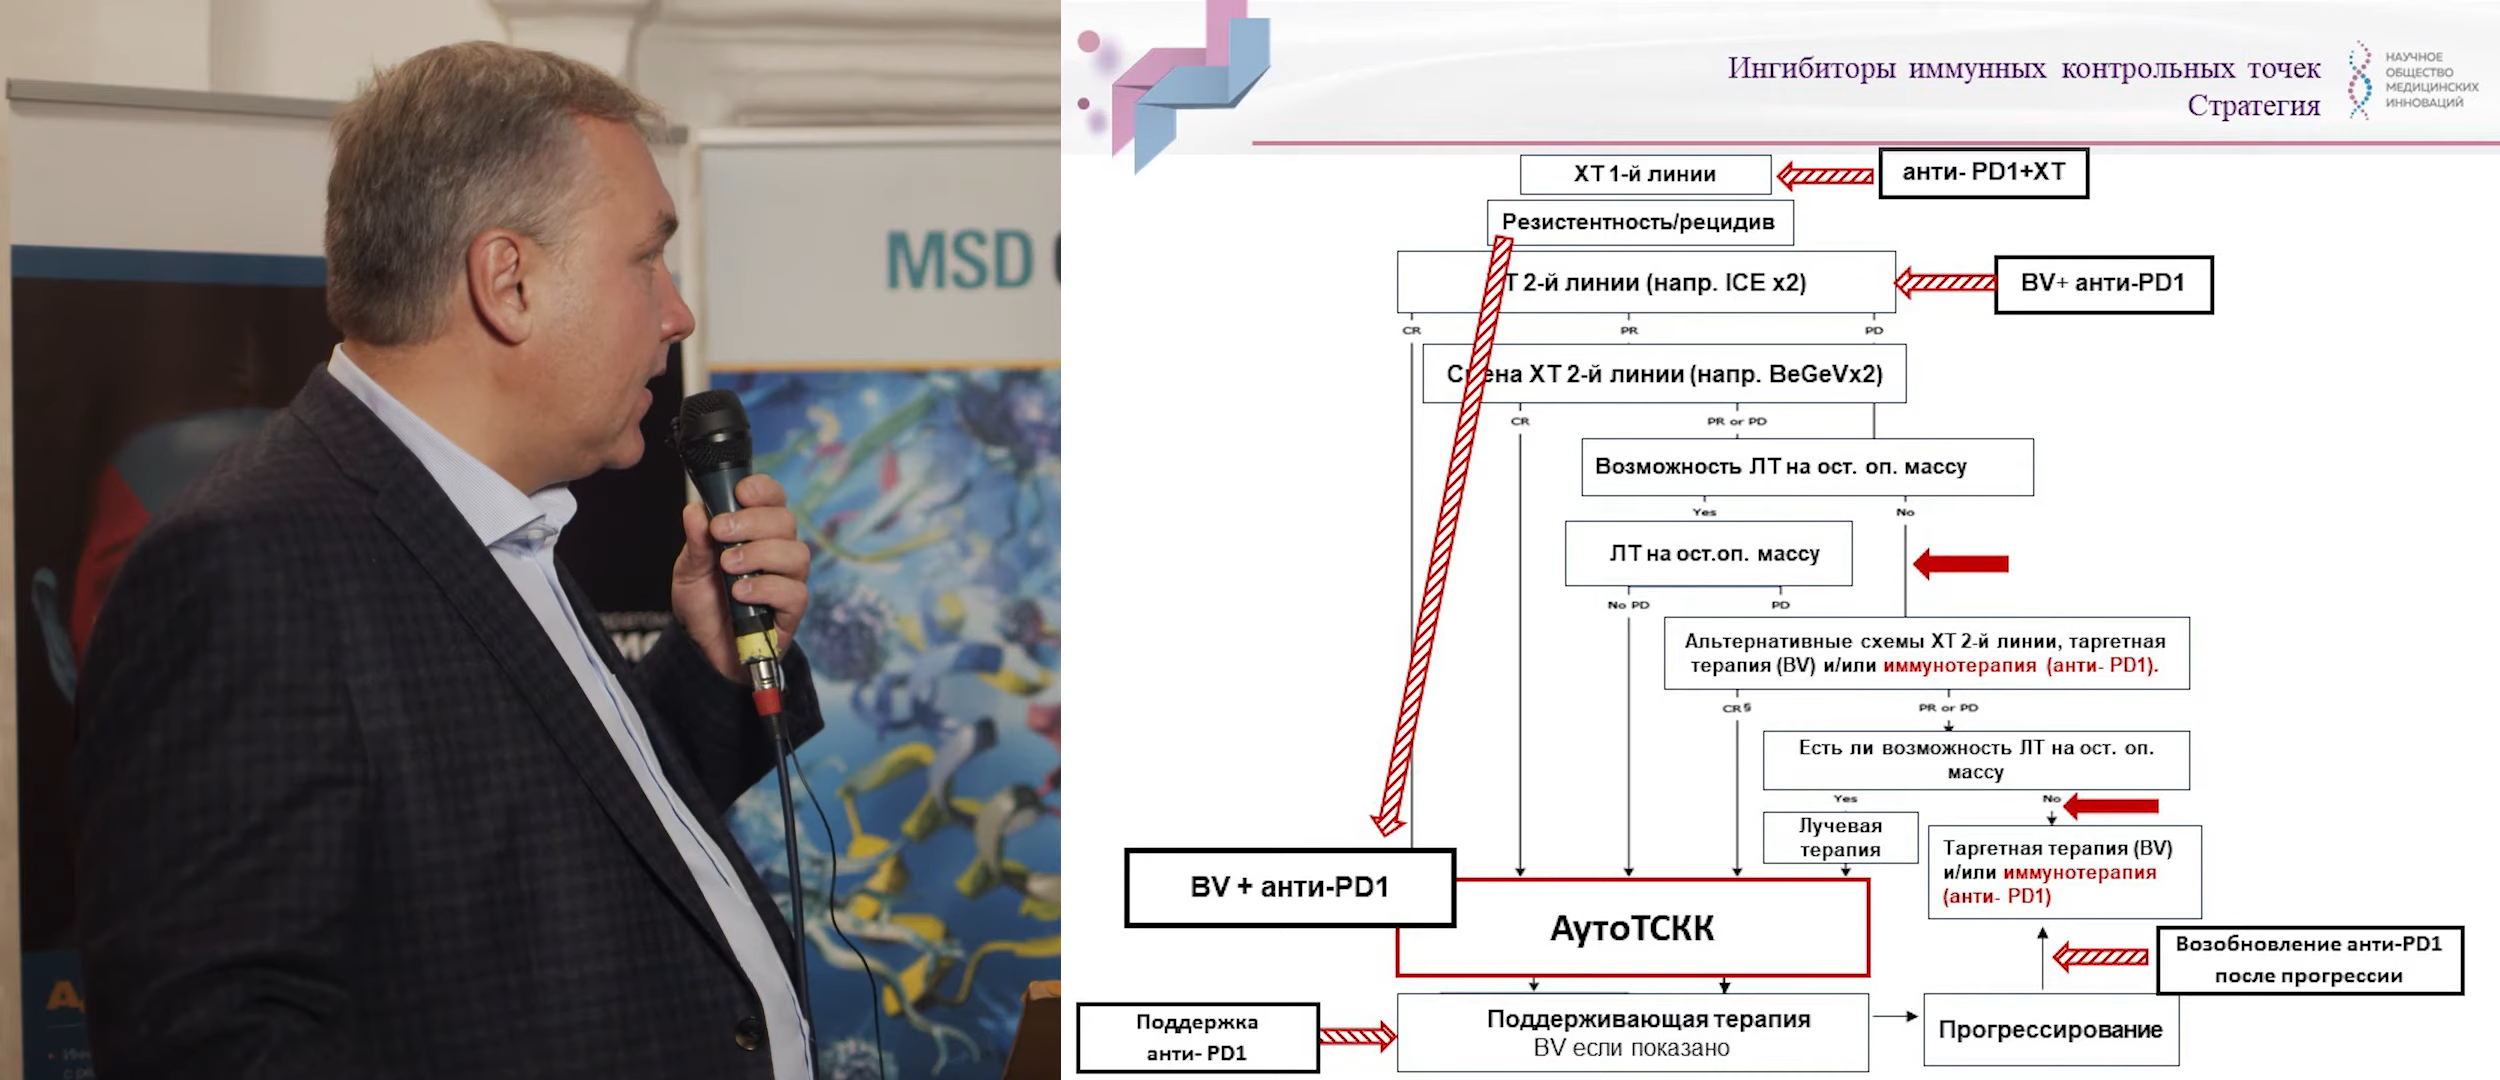 MSD
Ингибиторы иммунных контрольных точек
Стратегия
НАУЧНОЕ
ОБЩЕСТВО
МЕДИЦИНСКИХ
ИННОВАЦИЙ
ХТ 1-й линии
анти- PD1+ХТ
Резистентность/рецидив
Т 2-й линии (напр. ICE x2)
BV+ анти-PD1
CR
PR
PD
ХТ 2-й линии (напр. BeGeVx2)
CR
PR or PD
Возможность ЛТ на ост. оп. массу
Yes
No
ЛТ на ост.оп. массу
No PD
PD
Альтернативные схемы ХТ 2-й линии, таргетная
терапия (BV) и/или иммунотерапия (анти- PD1).
CR§
PR or PD
Есть ли возможность ЛТ на ост. оп.
массу
Yes
No
Лучевая
терапия
Таргетная терапия (BV)
и/или иммунотерапия
(анти- PD1)
BV + анти-PD1
АутоТСКК
Возобновление анти-PD1
после прогрессии
Поддержка
анти- PD1
Поддерживающая терапия
BV если показано
Прогрессирование